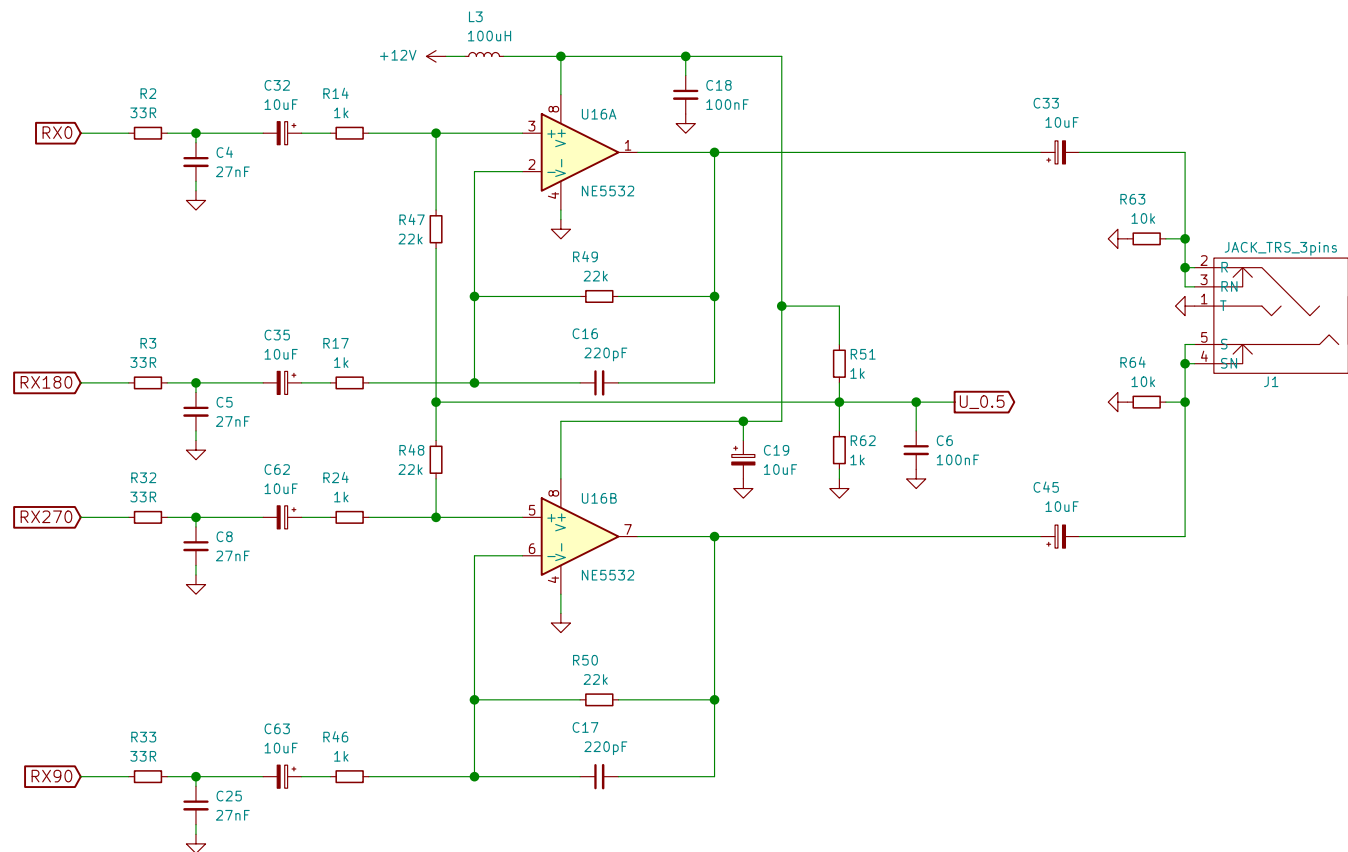 L3
100uH
+12V
R2
33R
C32
10uF
R14
1k
RX0
C4
27nF
8
U16A
3
+
V+
1
2
-
V-
4
NE5532
C18
100nF
C33
10uF
R47
22k
R49
22k
C16
220pF
R63
10k
JACK_TRS_3pins
2
R
3
RN
1
T
5
S
4
SN
J1
R64
10k
R3
33R
C35
10uF
R17
1k
RX180
C5
27nF
R51
1k
U_0.5
R62
1k
C6
100nF
R48
22k
C19
10uF
R32
33R
C62
10uF
R24
1k
RX270
C8
27nF
8
U16B
5
+
V+
7
6
-
V-
4
NE5532
C45
10uF
R50
22k
C17
220pF
R33
33R
C63
10uF
R46
1k
RX90
C25
27nF